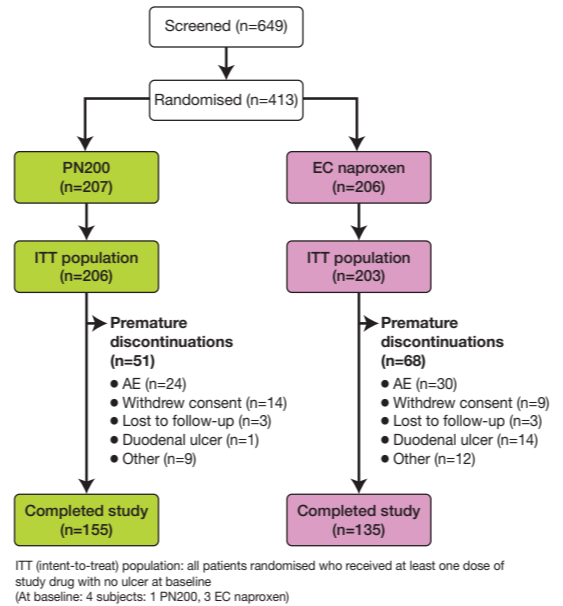 Screened (n=649)
Randomised (n=413)
PN200
(n=207)
EC naproxen
(n=206)
ITT population
(n=206)
ITT population
(n=203)
Premature
discontinuations
(n=51)
● AE (n=24)
● Withdrew consent (n=14)
● Lost to follow-up (n=3)
● Duodenal ulcer (n=1)
● Other (n=9)
Premature
discontinuations
(n=68)
● AE (n=30)
● Withdrew consent (n=9)
● Lost to follow-up (n=3)
● Duodenal ulcer (n=14)
● Other (n=12)
Completed study
(n=155)
Completed study
(n=135)
ITT (intent-to-treat) population: all patients randomised who received at least one dose of
study drug with no ulcer at baseline
(At baseline: 4 subjects: 1 PN200, 3 EC naproxen)